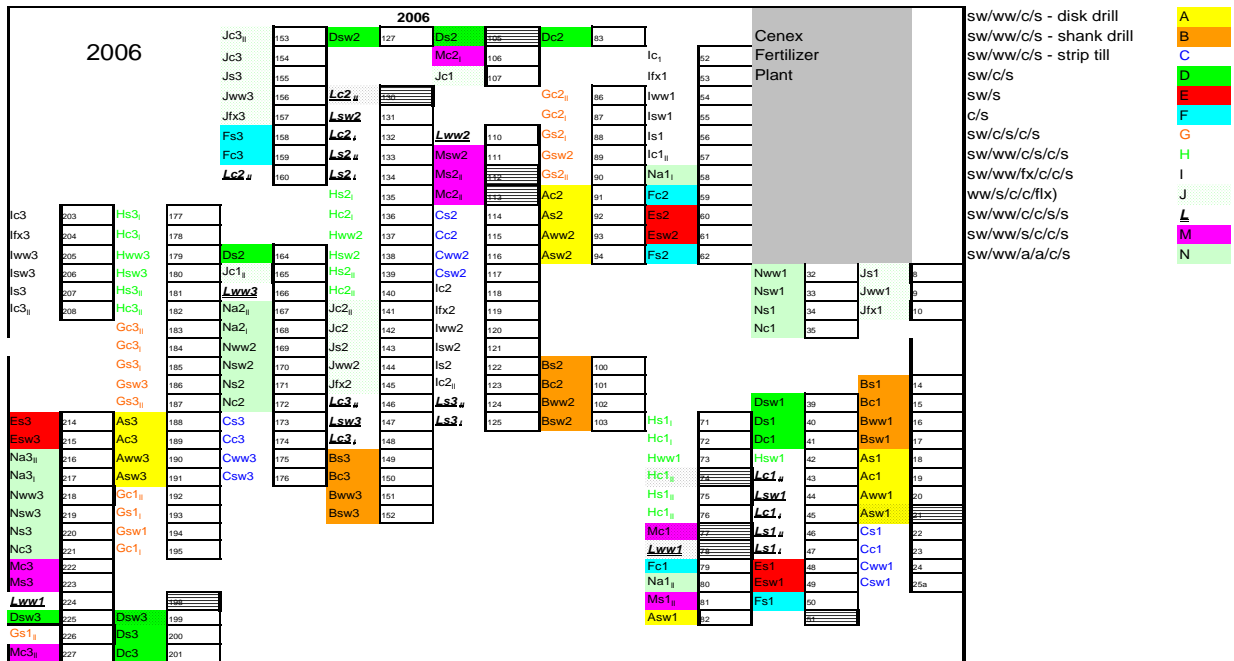 2006
sw/ww/c/s - disk drill A
2006 Jc3II 153 Dsw2 127 Ds2 105 Dc2 83 Cenex sw/ww/c/s - shank drill B
Jc3 154 Mc2I 106 Ic1 52 Fertilizer sw/ww/c/s - strip till C
Js3 155 Jc1 107 Ifx1 53 Plant sw/c/s D
Jww3 156 Lc2II 130 Gc2II 86 Iww1 54 sw/s E
Jfx3 157 Lsw2 131 Gc2I 87 Isw1 55 c/s F
Fs3 158 Lc2I 132 Lww2 110 Gs2I 88 Is1 56 sw/c/s/c/s G
Fc3 159 Ls2II 133 Msw2 111 Gsw2 89 Ic1II 57 sw/ww/c/s/c/s H
Lc2II 160 Ls2I 134 Ms2II 112 Gs2II 90 Na1I 58 sw/ww/fx/c/c/s I
Hs2I 135 Mc2II 113 Ac2 91 Fc2 59 ww/s/c/c/flx) J
Ic3 203 Hs3I 177 Hc2I 136 Cs2 114 As2 92 Es2 60 sw/ww/c/c/s/s L
Ifx3 204 Hc3I 178 Hww2 137 Cc2 115 Aww2 93 Esw2 61 sw/ww/s/c/c/s M
Iww3 205 Hww3 179 Ds2 164 Hsw2 138 Cww2 116 Asw2 94 Fs2 62 sw/ww/a/a/c/s N
Isw3 206 Hsw3 180 Jc1II 165 Hs2II 139 Csw2 117 Nww1 32 Js1 8
Is3 207 Hs3II 181 Lww3 166 Hc2II 140 Ic2 118 Nsw1 33 Jww1 9
Ic3II 208 Hc3II 182 Na2II 167 Jc2II 141 Ifx2 119 Ns1 34 Jfx1 10
Gc3II 183 Na2I 168 Jc2 142 Iww2 120 Nc1 35
Gc3I 184 Nww2 169 Js2 143 Isw2 121
Gs3I 185 Nsw2 170 Jww2 144 Is2 122 Bs2 100
Gsw3 186 Ns2 171 Jfx2 145 Ic2II 123 Bc2 101 Bs1 14
Gs3II 187 Nc2 172 Lc3II 146 Ls3II 124 Bww2 102 Dsw1 39 Bc1 15
Es3 214 As3 188 Cs3 173 Lsw3 147 Ls3I 125 Bsw2 103 Hs1I 71 Ds1 40 Bww1 16
Esw3 215 Ac3 189 Cc3 174 Lc3I 148 Hc1I 72 Dc1 41 Bsw1 17
Na3II 216 Aww3 190 Cww3 175 Bs3 149 Hww1 73 Hsw1 42 As1 18
Na3I 217 Asw3 191 Csw3 176 Bc3 150 Hc1II 74 Lc1II 43 Ac1 19
Nww3 218 Gc1II 192 Bww3 151 Hs1II 75 Lsw1 44 Aww1 20
Nsw3 219 Gs1I 193 Bsw3 152 Hc1II 76 Lc1I 45 Asw1 21
Ns3 220 Gsw1 194 Mc1 77 Ls1II 46 Cs1 22
Nc3 221 Gc1I 195 Lww1 78 Ls1I 47 Cc1 23
Mc3 222 Fc1 79 Es1 48 Cww1 24
Ms3 223 Na1II 80 Esw1 49 Csw1 25a
Lww1 224 198 Ms1II 81 Fs1 50
Dsw3 225 Dsw3 199 Asw1 82 51
Gs1II 226 Ds3 200
Mc3II 227 Dc3 201